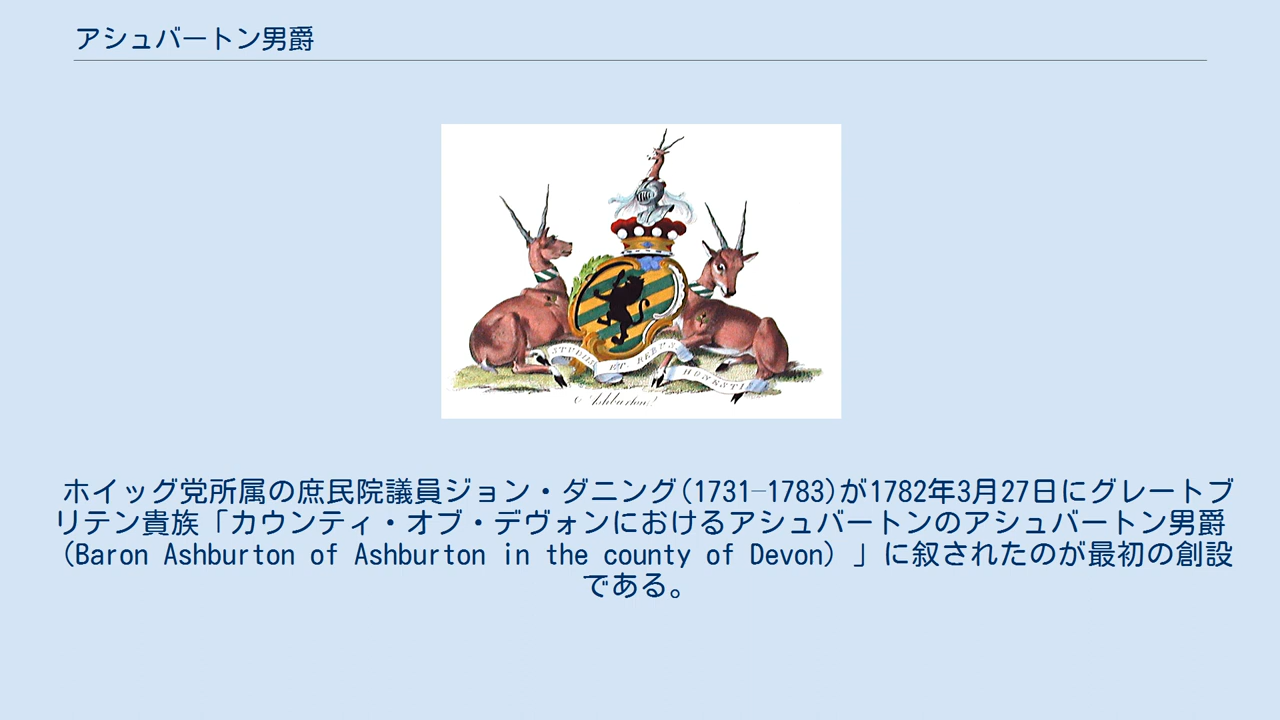 アシュバートン男爵
Ashburton
ホイッグ党所属の庶民院議員ジョン・ダニング(1731–1783)が1782年3月27日にグレートブ
リテン貴族「カウンティ・オブ・デヴォンにおけるアシュバートンのアシュバートン男爵
(Baron Ashburton of Ashburton in the county of Devon) 」に叙されたのが最初の創設
である。